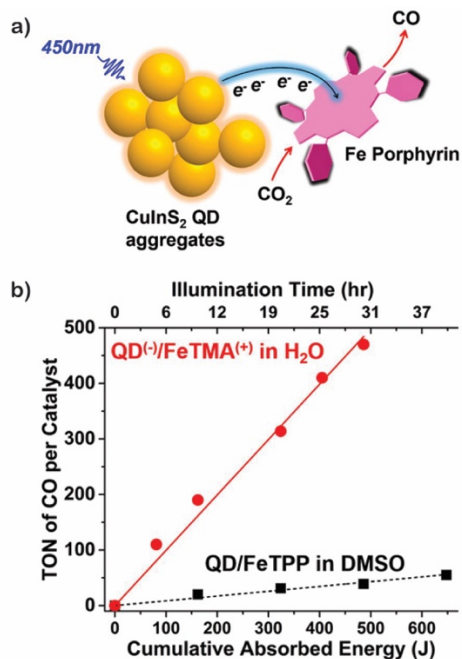 a)
450nm
e⁻ e⁻ e⁻ e⁻
CO
Fe Porphyrin
CO₂
CuInS₂ QD
aggregates
b)
Illumination Time (hr)
0 6 12 19 25 31 37
TON of CO per Catalyst
500
400
300
200
100
0
QD⁽⁻⁾/FeTMA⁽⁺⁾ in H₂O
QD/FeTPP in DMSO
0 100 200 300 400 500 600
Cumulative Absorbed Energy (J)